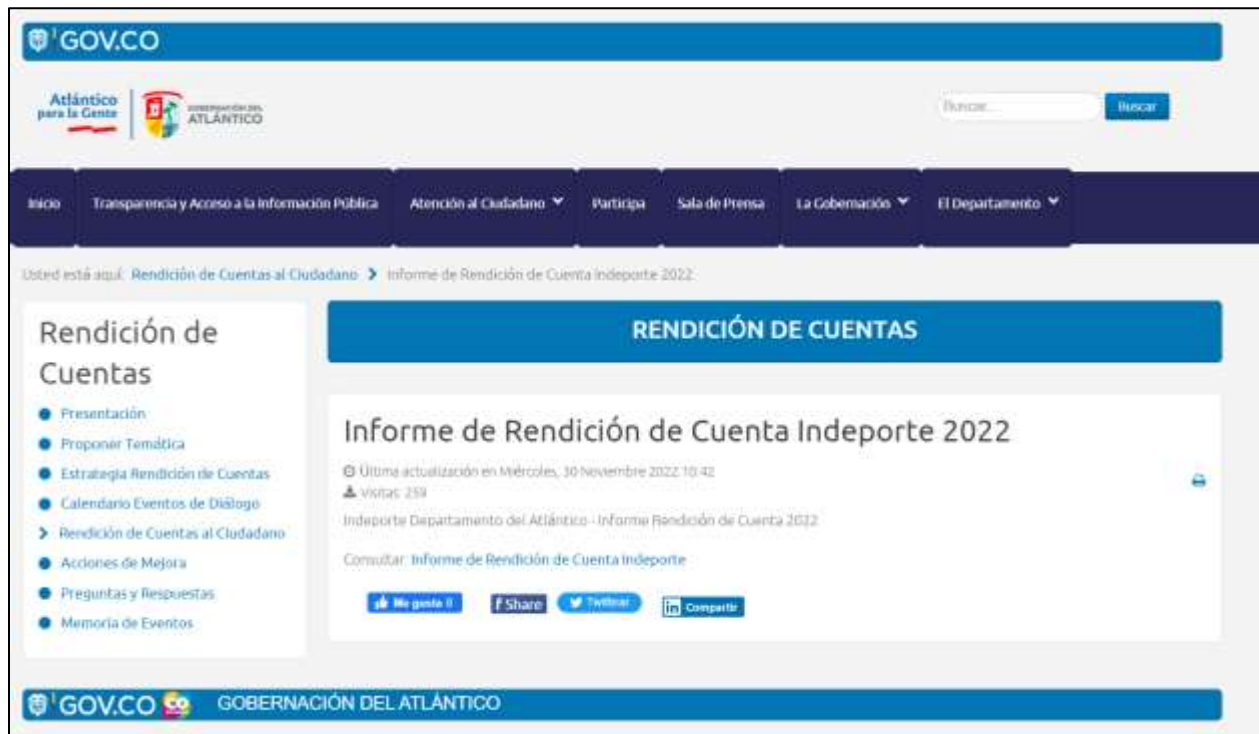 GOV.CO
Atlántico
para la Gente
GOBERNACIÓN DEL
ATLÁNTICO
Buscar...
Buscar
Inicio
Transparencia y Acceso a la Información Pública
Atención al Ciudadano
Participa
Sala de Prensa
La Gobernación
El Departamento
Usted está aquí: Rendición de Cuentas al Ciudadano > Informe de Rendición de Cuenta Indeporte 2022
Rendición de
Cuentas
Presentación
Proponer Temática
Estrategia Rendición de Cuentas
Calendario Eventos de Diálogo
Rendición de Cuentas al Ciudadano
Acciones de Mejora
Preguntas y Respuestas
Memoria de Eventos
RENDICIÓN DE CUENTAS
Informe de Rendición de Cuenta Indeporte 2022
Última actualización en Miércoles, 30 Noviembre 2022 10:42
Visitas: 259
Indeporte Departamento del Atlántico - Informe Rendición de Cuenta 2022
Consultar: Informe de Rendición de Cuenta Indeporte
Me gusta 0
f Share
Twittear
in Compartir
GOV.CO CO GOBERNACIÓN DEL ATLÁNTICO